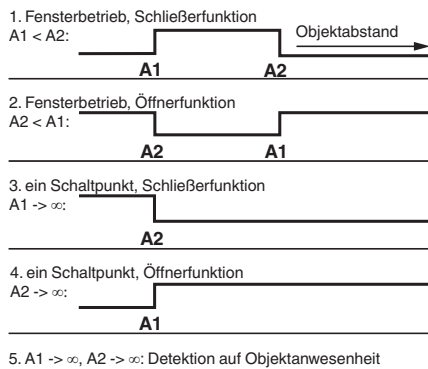 1. Fensterbetrieb, Schließerfunktion
A1 < A2:
Objektabstand
A1 A2
2. Fensterbetrieb, Öffnerfunktion
A2 < A1:
A2 A1
3. ein Schaltpunkt, Schließerfunktion
A1 -> ∞:
A2
4. ein Schaltpunkt, Öffnerfunktion
A2 -> ∞:
A1
5. A1 -> ∞, A2 -> ∞: Detektion auf Objektanwesenheit